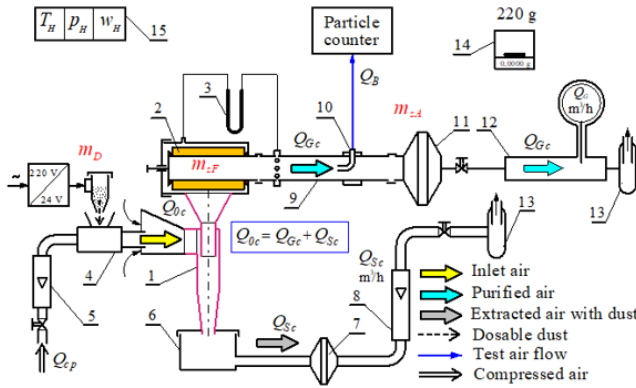 T_H p_H w_H
15
Particle
counter
220 g
14
0,0000 g
Q_B
3
2
10
m_zA
11
Q_G
m³/h
12
m_D
m_zF
Q_Gc
Q_Gc
~
220 V
24 V
9
13
Q_0c
Q_0c = Q_Gc + Q_Sc
13
4
1
Q_Sc
m³/h
Inlet air
5
8
Purified air
6
Q_Sc
7
Extracted air with dust
Dosable dust
Test air flow
Q_cp
Compressed air